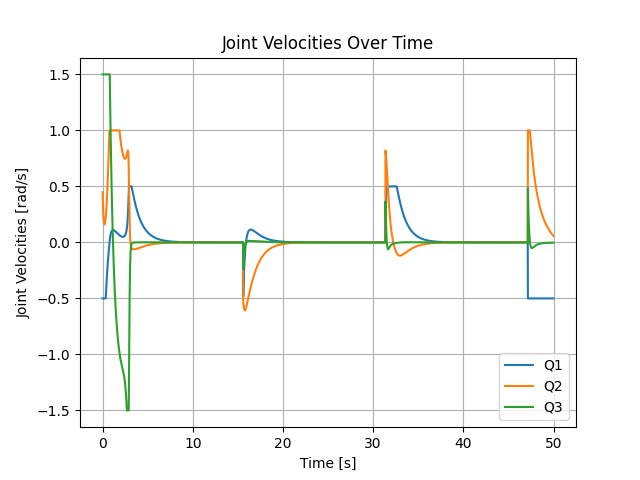 Joint Velocities Over Time
Joint Velocities [rad/s]
1.5
1.0
0.5
0.0
−0.5
−1.0
−1.5
0 10 20 30 40 50
Time [s]
Q1
Q2
Q3